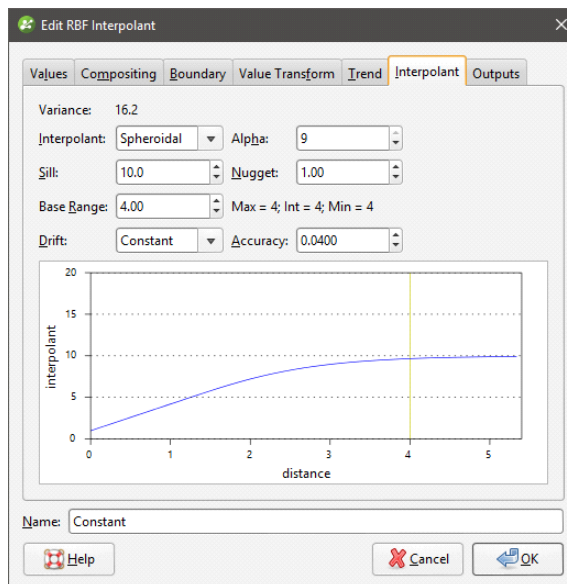 Edit RBF Interpolant
Values Compositing Boundary Value Transform Trend Interpolant Outputs
Variance: 16.2
Interpolant: Spheroidal Alpha: 9
Sill: 10.0 Nugget: 1.00
Base Range: 4.00 Max = 4; Int = 4; Min = 4
Drift: Constant Accuracy: 0.0400
20
15
10
5
0
interpolant
0 1 2 3 4 5
distance
Name: Constant
Help Cancel OK